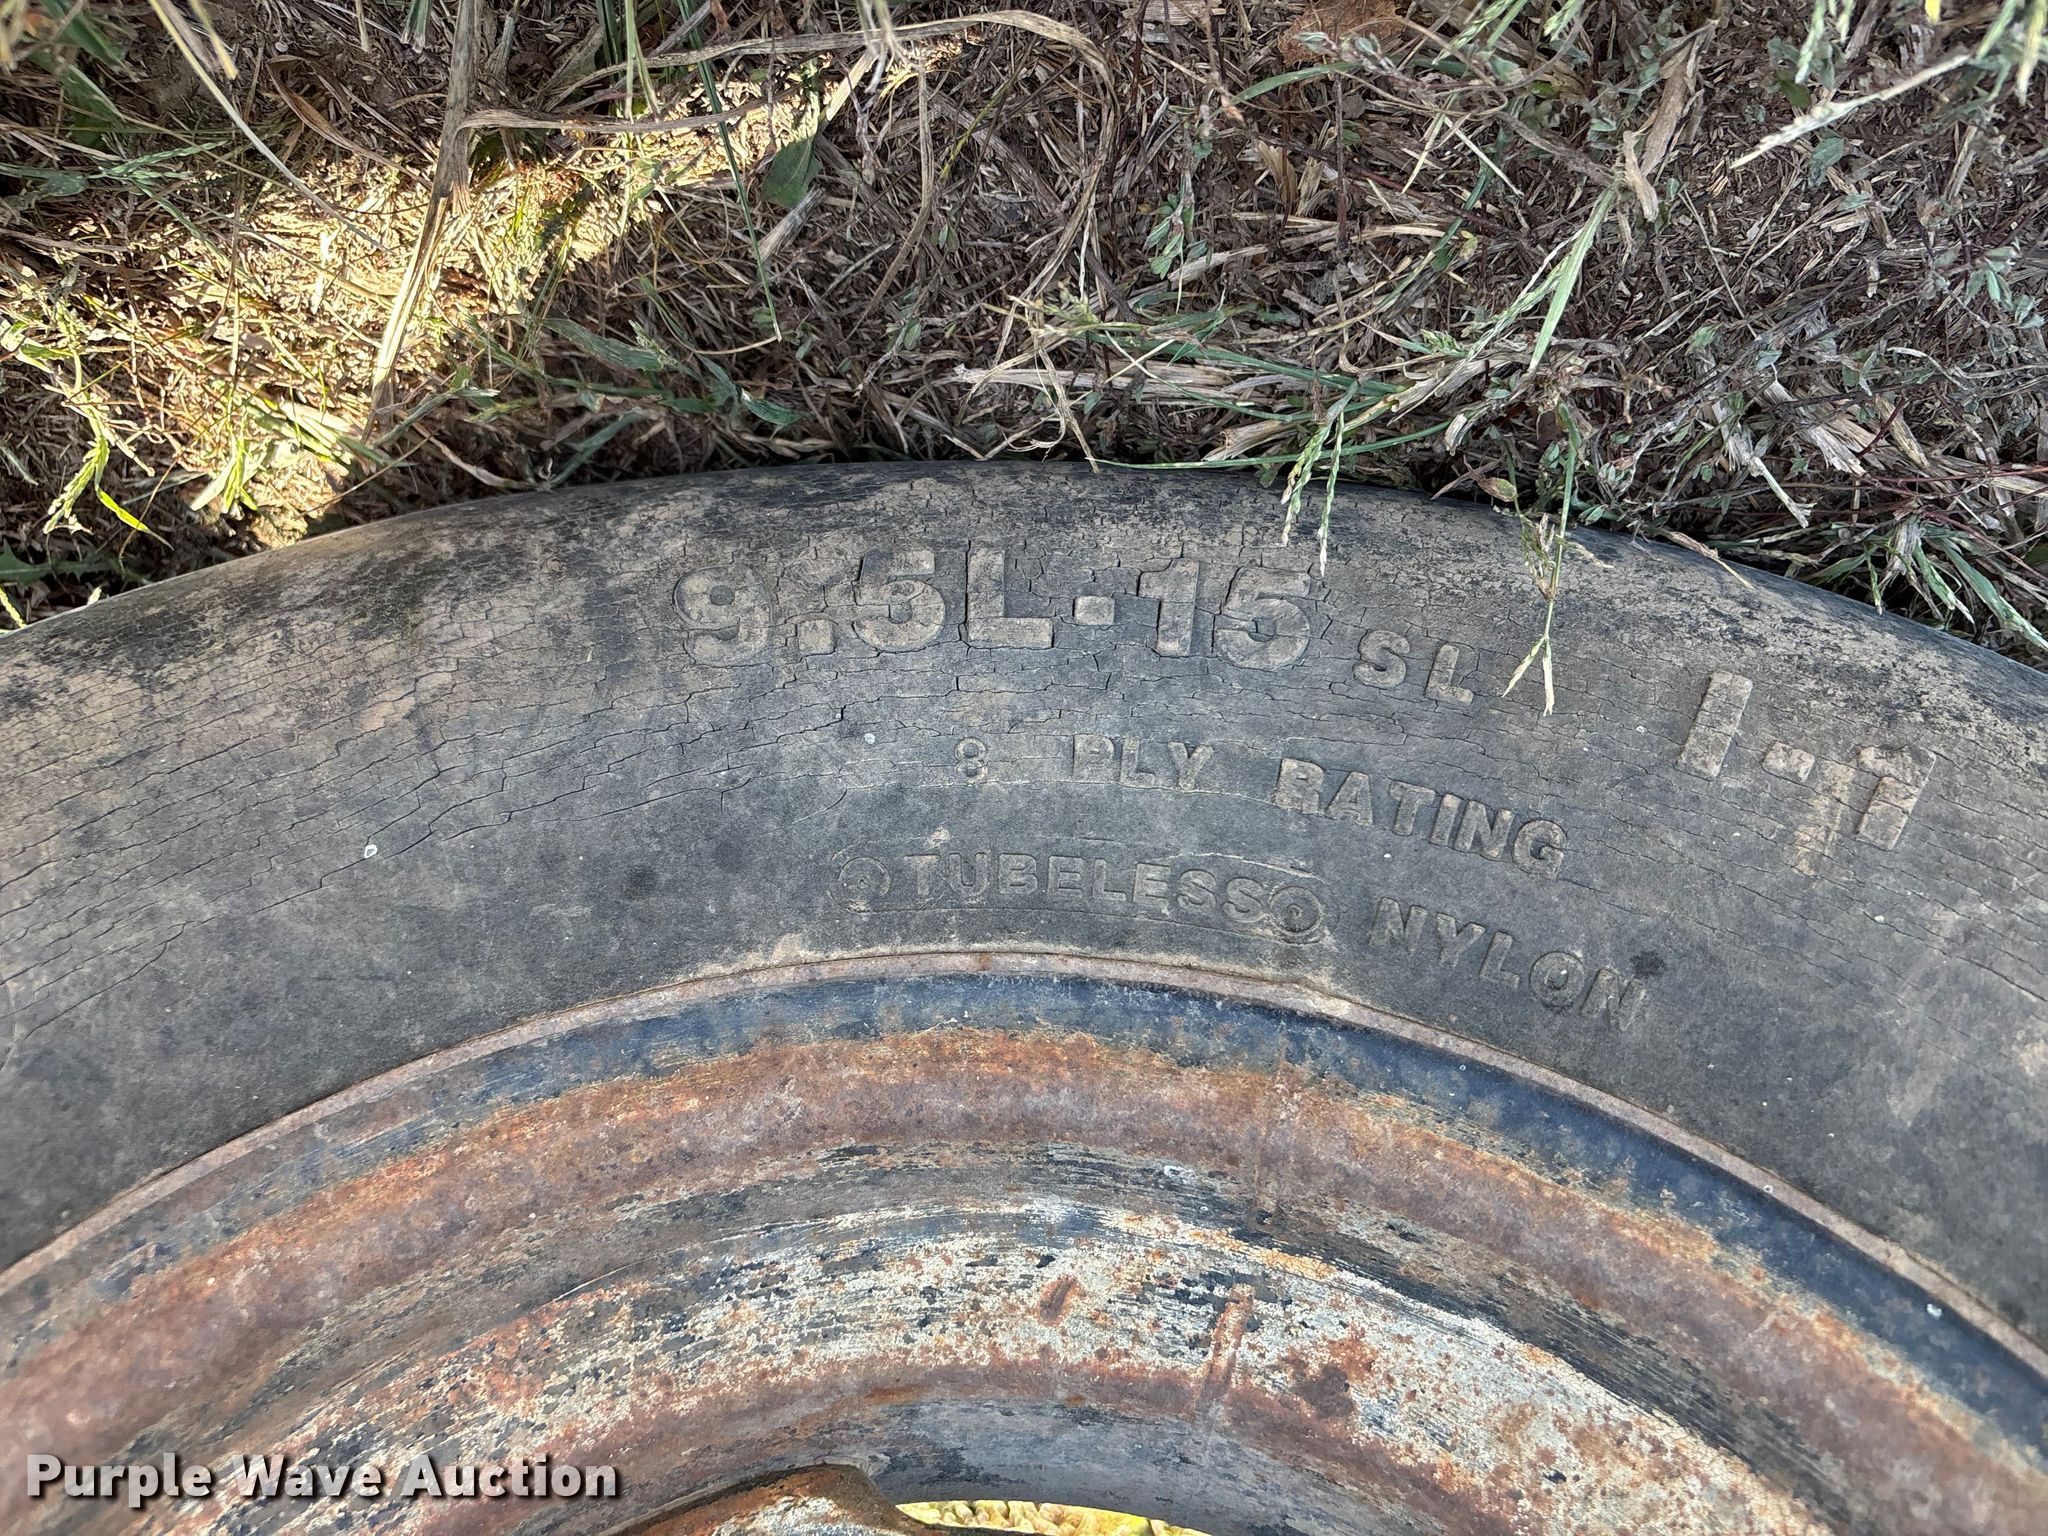 9.5L-15 SL I-1
8 PLY RATING
TUBELESS NYLON
Purple Wave Auction